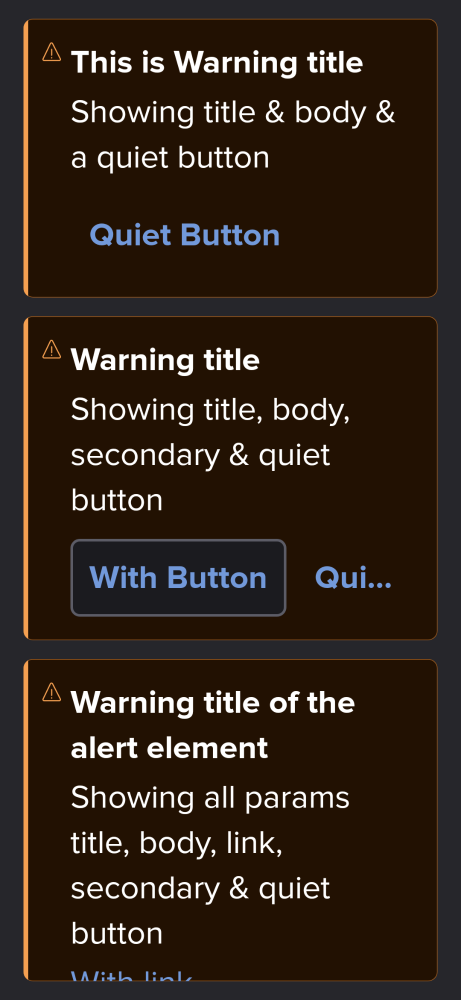 This is Warning title
Showing title & body &
a quiet button
Quiet Button
Warning title
Showing title, body,
secondary & quiet
button
With Button
Qui...
Warning title of the
alert element
Showing all params
title, body, link,
secondary & quiet
button
With link